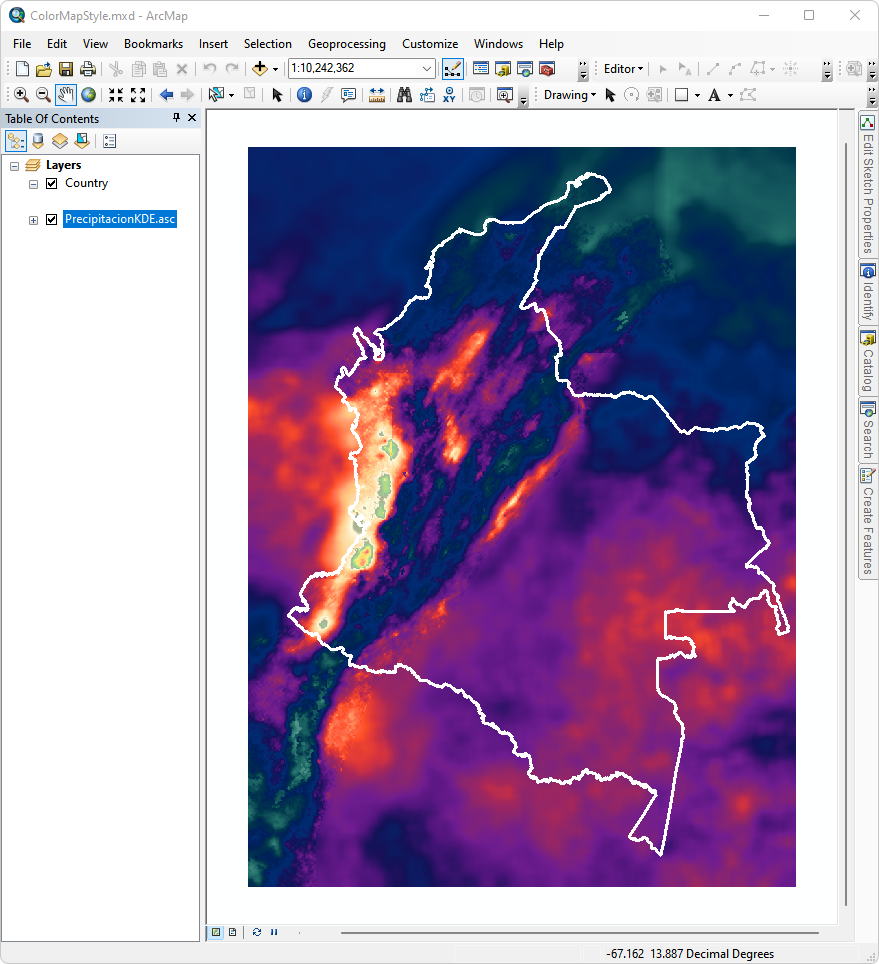 ColorMapStyle.mxd - ArcMap
File Edit View Bookmarks Insert Selection Geoprocessing Customize Windows Help
1:10,242,362 Editor
XY Drawing A
Table Of Contents
Layers
Country
PrecipitacionKDE.asc
Edit Sketch Properties
Identify
Catalog
Search
Create Features
-67.162 13.887 Decimal Degrees